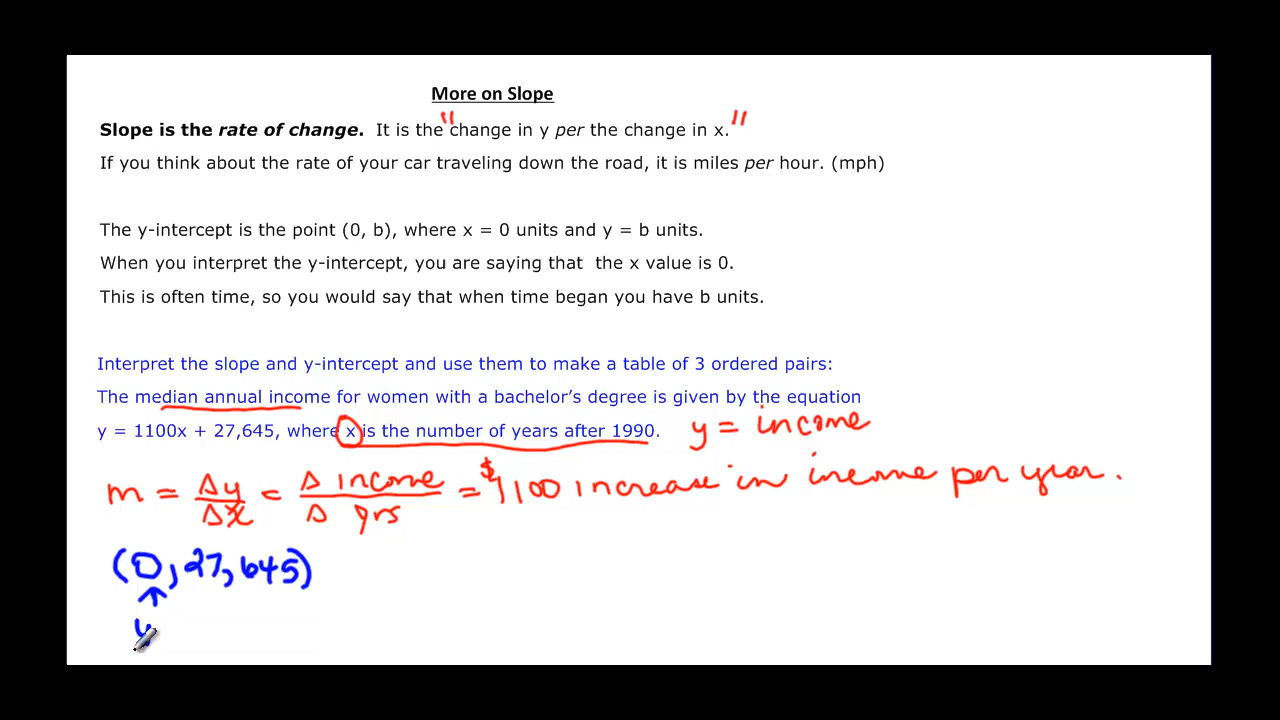 More on Slope
Slope is the rate of change. It is the "change in y per the change in x."
If you think about the rate of your car traveling down the road, it is miles per hour. (mph)
The y-intercept is the point (0, b), where x = 0 units and y = b units.
When you interpret the y-intercept, you are saying that the x value is 0.
This is often time, so you would say that when time began you have b units.
Interpret the slope and y-intercept and use them to make a table of 3 ordered pairs:
The median annual income for women with a bachelor's degree is given by the equation
y = 1100x + 27,645, where x is the number of years after 1990. y = income
m = Δy/Δx = Δ income/Δ yrs = $1100 increase in income per year.
(0, 27,645)
↑
y